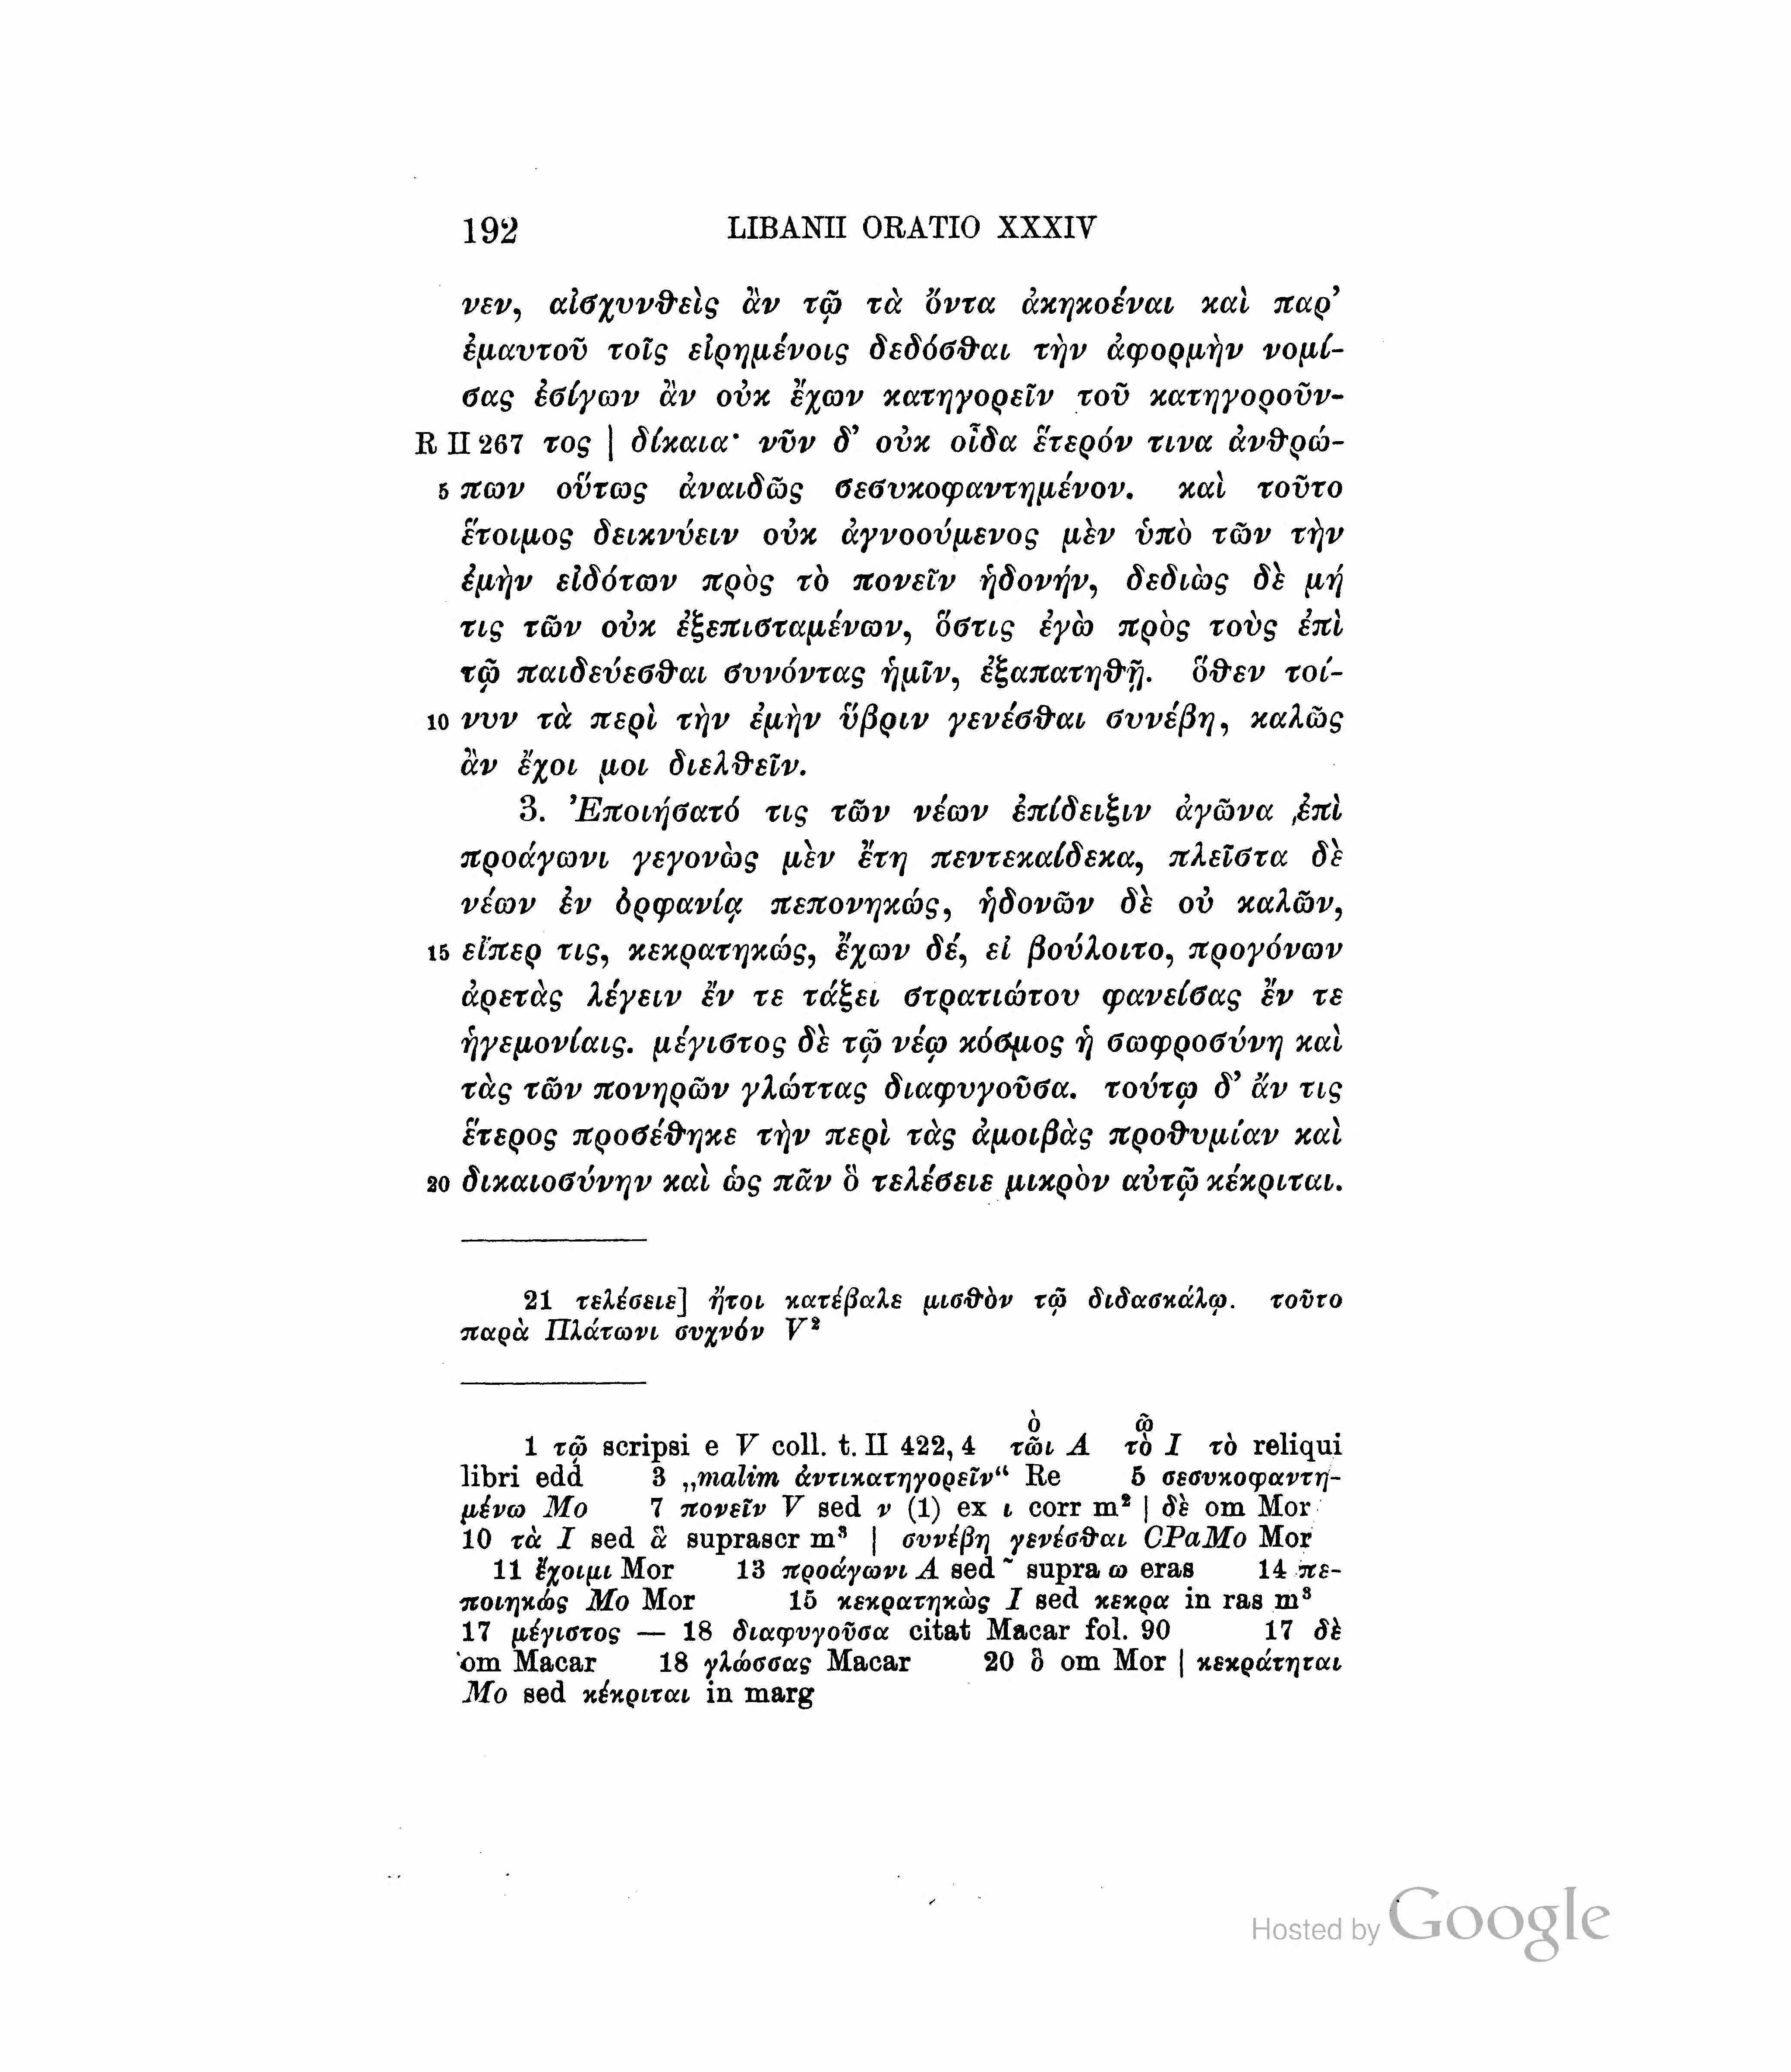 192 LIBANII ORATIO XXXIV
νεν, αἰσχυνθεὶς ἂν τῷ τὰ ὄντα ἀκηκοέναι καὶ παρ’
ἐμαυτοῦ τοῖς εἰρημένοις δεδόσθαι τὴν ἀφορμὴν νομί-
σας ἐσίγων ἂν οὐκ ἔχων κατηγορεῖν τοῦ κατηγοροῦν-
R II 267 τος | δίκαια· νῦν δ’ οὐκ οἶδα ἕτερόν τινα ἀνθρώ-
5 πων οὕτως ἀναιδῶς σεσυκοφαντημένον. καὶ τοῦτο
ἕτοιμος δεικνύειν οὐκ ἀγνοούμενος μὲν ὑπὸ τῶν τὴν
ἐμὴν εἰδότων πρὸς τὸ πονεῖν ἡδονήν, δεδιὼς δὲ μή
τις τῶν οὐκ ἐξεπισταμένων, ὅστις ἐγὼ πρὸς τοὺς ἐπὶ
τῷ παιδεύεσθαι συνόντας ἡμῖν, ἐξαπατηθῇ. ὅθεν τοί-
10 νυν τὰ περὶ τὴν ἐμὴν ὕβριν γενέσθαι συνέβη, καλῶς
ἂν ἔχοι μοι διελθεῖν.
3. Ἐποιήσατό τις τῶν νέων ἐπίδειξιν ἀγῶνα ἐπὶ
προάγωνι γεγονὼς μὲν ἔτη πεντεκαίδεκα, πλεῖστα δὲ
νέων ἐν ὀρφανίᾳ πεπονηκώς, ἡδονῶν δὲ οὐ καλῶν,
15 εἴπερ τις, κεκρατηκώς, ἔχων δέ, εἰ βούλοιτο, προγόνων
ἀρετὰς λέγειν ἔν τε τάξει στρατιώτου φανείσας ἔν τε
ἡγεμονίαις. μέγιστος δὲ τῷ νέῳ κόσμος ἡ σωφροσύνη καὶ
τὰς τῶν πονηρῶν γλώττας διαφυγοῦσα. τούτῳ δ’ ἄν τις
ἕτερος προσέθηκε τὴν περὶ τὰς ἀμοιβὰς προθυμίαν καὶ
20 δικαιοσύνην καὶ ὡς πᾶν ὃ τελέσειε μικρὸν αὐτῷ κέκριται.
21 τελέσειε] ἤτοι κατέβαλε μισθὸν τῷ διδασκάλῳ. τοῦτο
παρὰ Πλάτωνι συχνόν V²
ὸ ῶ
1 τῷ scripsi e V coll. t. II 422, 4 τῶι A τὸ I τὸ reliqui
libri edd 3 „malim ἀντικατηγορεῖν“ Re 5 σεσυκοφαντη-
μένω Mo 7 πονεῖν V sed ν (1) ex ι corr m² | δὲ om Mor
10 τὰ I sed ἃ suprascr m³ | συνέβη γενέσθαι CPaMo Mor
11 ἔχοιμι Mor 13 προάγωνι A sed ῀ supra ω eras 14 πε-
ποιηκώς Mo Mor 15 κεκρατηκὼς I sed κεκρα in ras m³
17 μέγιστος — 18 διαφυγοῦσα citat Macar fol. 90 17 δὲ
om Macar 18 γλώσσας Macar 20 ὃ om Mor | κεκράτηται
Mo sed κέκριται in marg
Hosted by Google